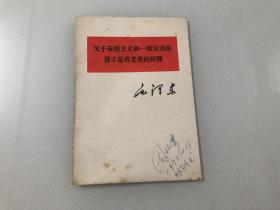 关于帝国主义和一切反动派
是不是真老虎的问题
毛泽东